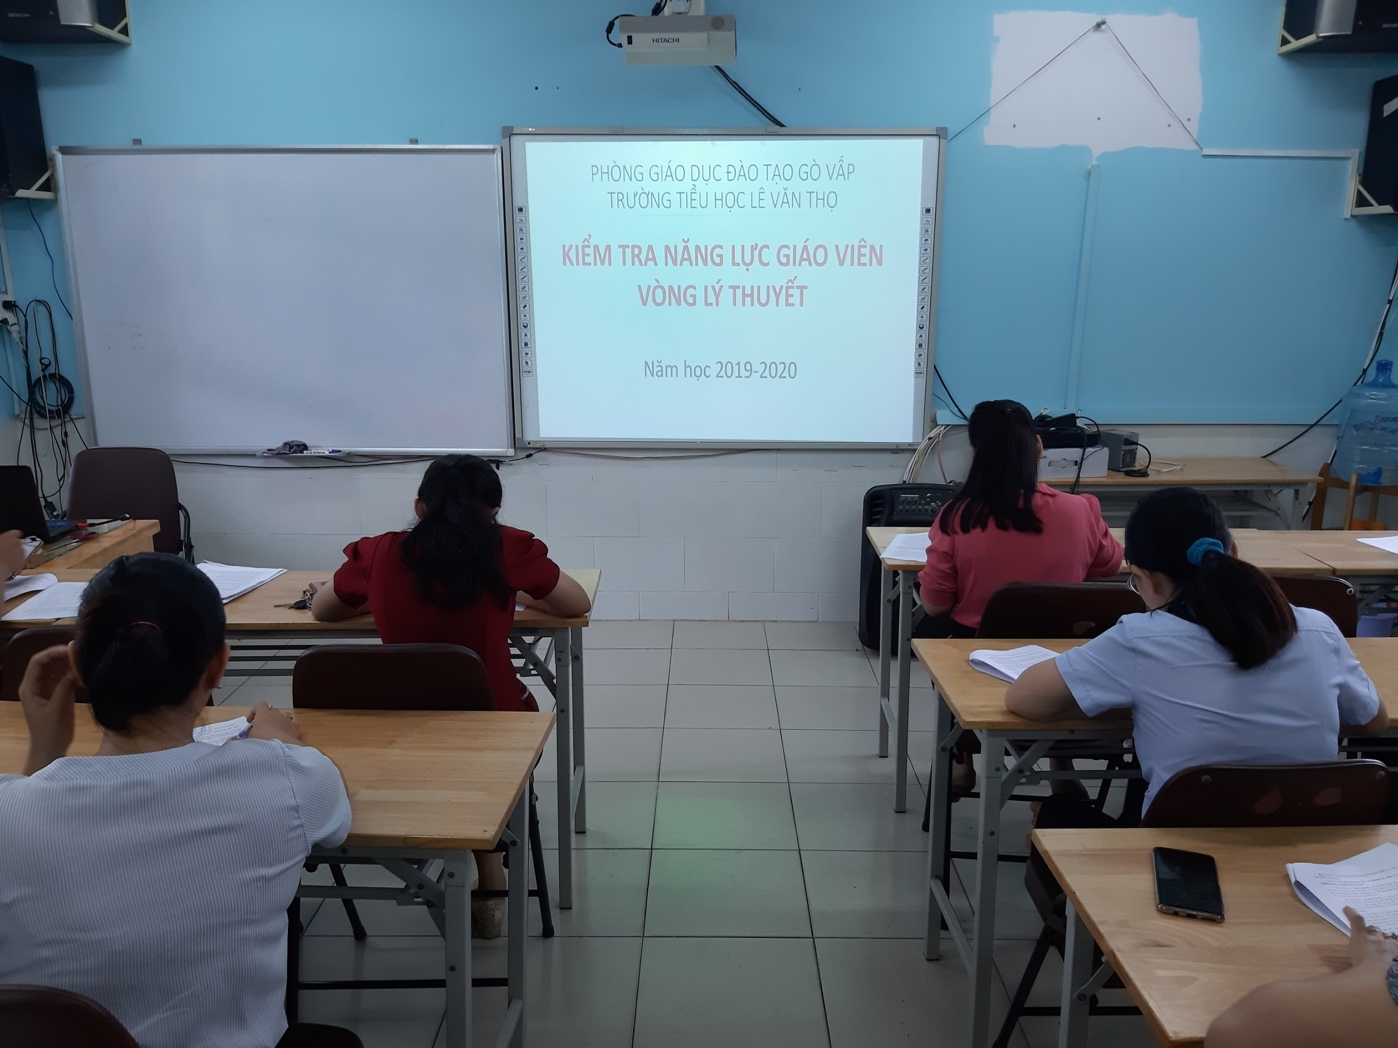 HITACHI
PHÒNG GIÁO DỤC ĐÀO TẠO GÒ VẤP
TRƯỜNG TIỂU HỌC LÊ VĂN THỌ
KIỂM TRA NĂNG LỰC GIÁO VIÊN
VÒNG LÝ THUYẾT
Năm học 2019-2020